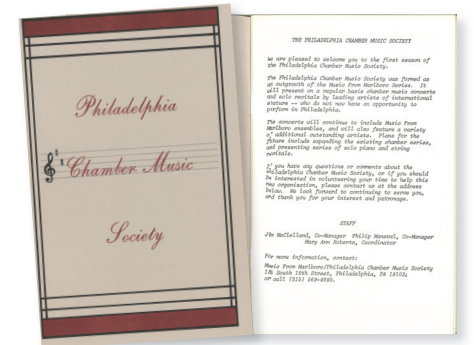 Philadelphia
Chamber Music
Society
THE PHILADELPHIA CHAMBER MUSIC SOCIETY
We are pleased to welcome you to the first season of
the Philadelphia Chamber Music Society.
The Philadelphia Chamber Music Society was formed as
an outgrowth of the Music From Marlboro Series. It
will present on a regular basis chamber music concerts
and solo recitals by leading artists of international
stature -- who do not now have an opportunity to
perform in Philadelphia.
The concerts will continue to include Music From
Marlboro ensembles, and will also feature a variety
of additional outstanding artists. Plans for the
future include expanding the existing chamber series,
and presenting series of solo piano and string
recitals.
If you have any questions or comments about the
Philadelphia Chamber Music Society, or if you should
be interested in volunteering your time to help this
new organization, please contact us at the address
below. We look forward to continuing to serve you,
and thank you for your interest and patronage.
STAFF
Jim McClelland, Co-Manager Philip Maneval, Co-Manager
Mary Ann Roberts, Coordinator
For more information, contact:
Music From Marlboro/Philadelphia Chamber Music Society
135 South 18th Street, Philadelphia, PA 19103;
or call (215) 569-4690.